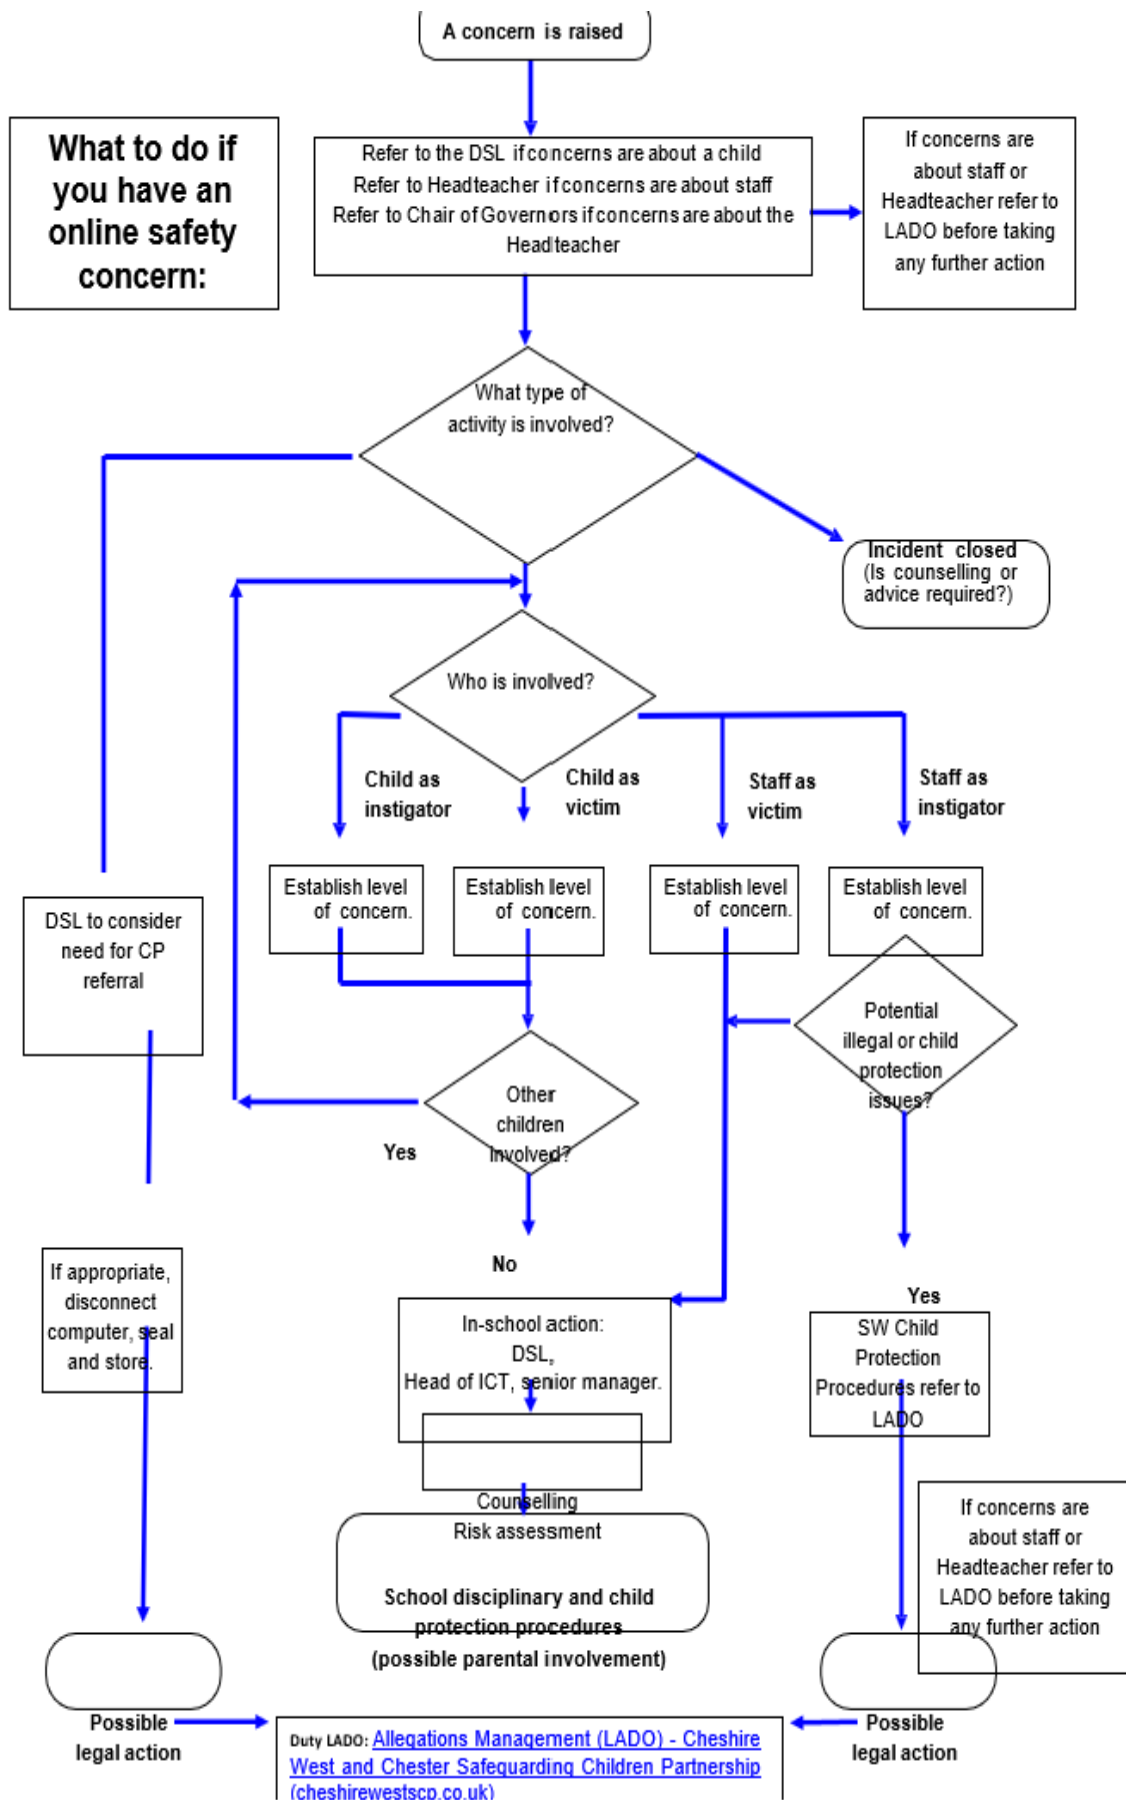 A concern is raised
What to do if
you have an
online safety
concern:
Refer to the DSL if concerns are about a child
Refer to Headteacher if concerns are about staff
Refer to Chair of Governors if concerns are about the
Headteacher
If concerns are
about staff or
Headteacher refer to
LADO before taking
any further action
What type of
activity is involved?
Incident closed
(Is counselling or
advice required?)
Who is involved?
Child as
instigator
Child as
victim
Staff as
victim
Staff as
instigator
Establish level
of concern.
Establish level
of concern.
Establish level
of concern.
Establish level
of concern.
DSL to consider
need for CP
referral
Potential
illegal or child
protection
issues?
Other
children
involved?
Yes
No
If appropriate,
disconnect
computer, seal
and store.
In-school action:
DSL,
Head of ICT, senior manager.
Yes
SW Child
Protection
Procedures refer to
LADO
Counselling
Risk assessment
School disciplinary and child
protection procedures
(possible parental involvement)
If concerns are
about staff or
Headteacher refer to
LADO before taking
any further action
Possible
legal action
Possible
legal action
Duty LADO: Allegations Management (LADO) - Cheshire
West and Chester Safeguarding Children Partnership
(cheshirewestscp.co.uk)